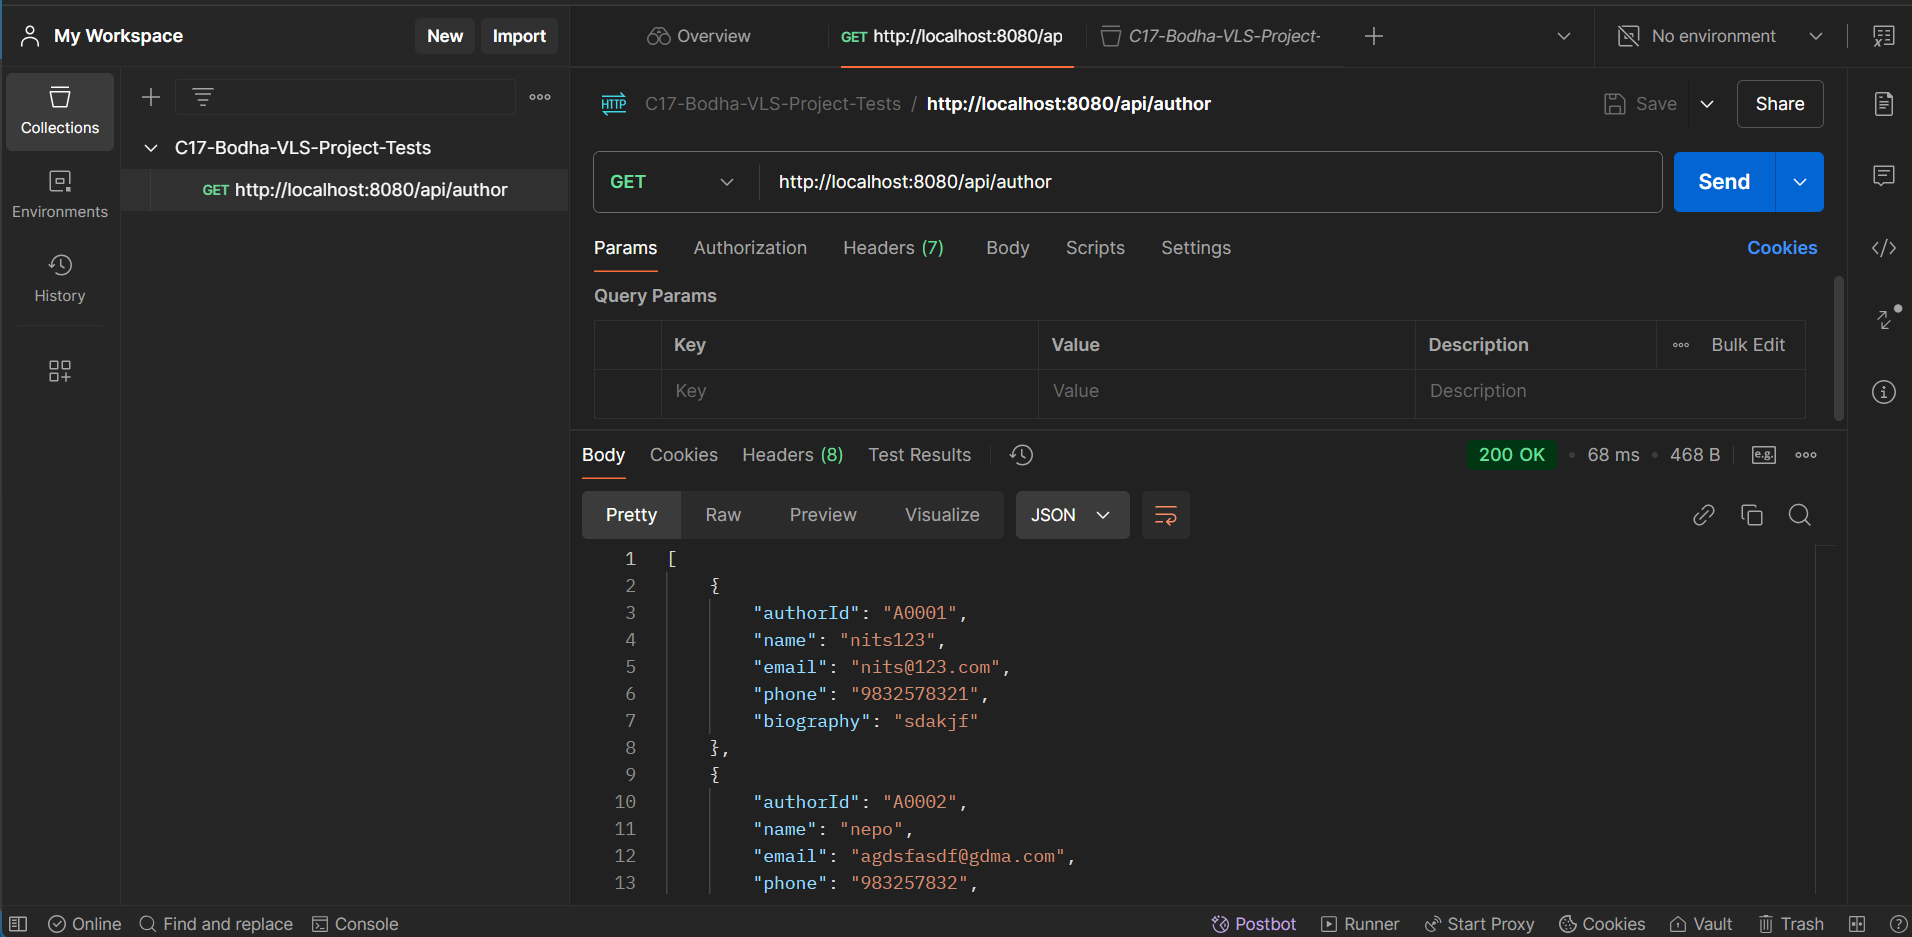 My Workspace
New
Import
Overview
GET http://localhost:8080/ap
C17-Bodha-VLS-Project-
No environment
Collections
Environments
History
C17-Bodha-VLS-Project-Tests
GET http://localhost:8080/api/author
HTTP C17-Bodha-VLS-Project-Tests / http://localhost:8080/api/author
Save
Share
GET http://localhost:8080/api/author
Send
Params Authorization Headers (7) Body Scripts Settings Cookies
Query Params
Key Value Description Bulk Edit
Key Value Description
Body Cookies Headers (8) Test Results 200 OK • 68 ms • 468 B e.g.
Pretty Raw Preview Visualize JSON
1 [
2 {
3 "authorId": "A0001",
4 "name": "nits123",
5 "email": "nits@123.com",
6 "phone": "9832578321",
7 "biography": "sdakjf"
8 },
9 {
10 "authorId": "A0002",
11 "name": "nepo",
12 "email": "agdsfasdf@gdma.com",
13 "phone": "983257832",
Online Find and replace Console Postbot Runner Start Proxy Cookies Vault Trash